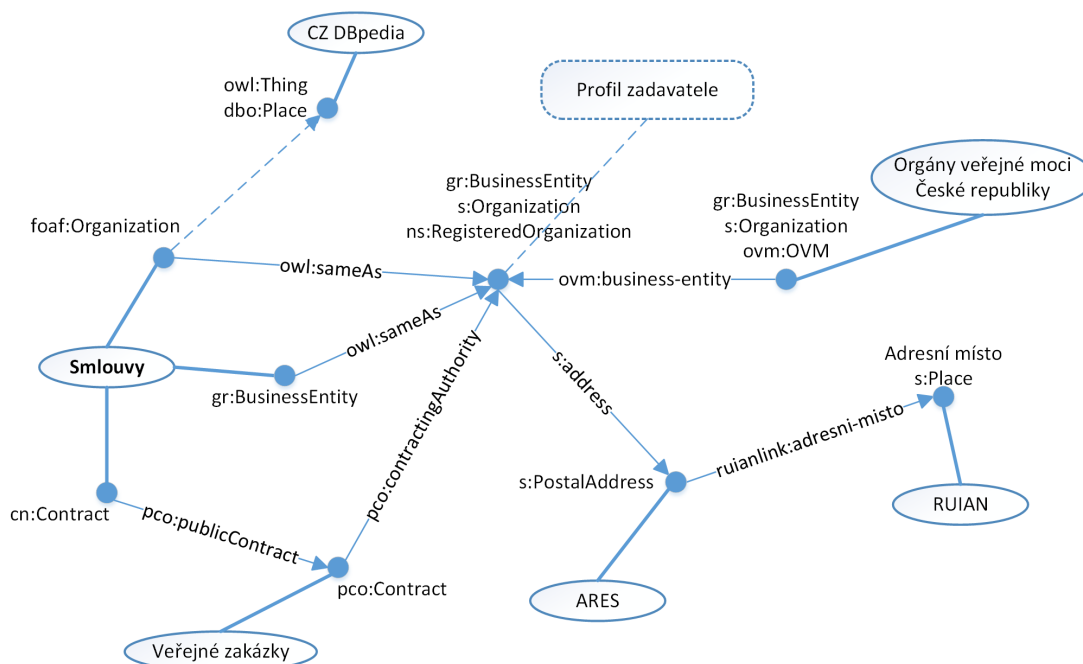 CZ DBpedia
owl:Thing
dbo:Place
Profil zadavatele
Orgány veřejné moci
České republiky
gr:BusinessEntity
s:Organization
ns:RegisteredOrganization
gr:BusinessEntity
s:Organization
ovm:OVM
foaf:Organization
owl:sameAs
ovm:business-entity
owl:sameAs
Smlouvy
gr:BusinessEntity
pco:contractingAuthority
s:address
Adresní místo
s:Place
ruianlink:adresni-misto
s:PostalAddress
cn:Contract
pco:publicContract
RUIAN
pco:Contract
ARES
Veřejné zakázky